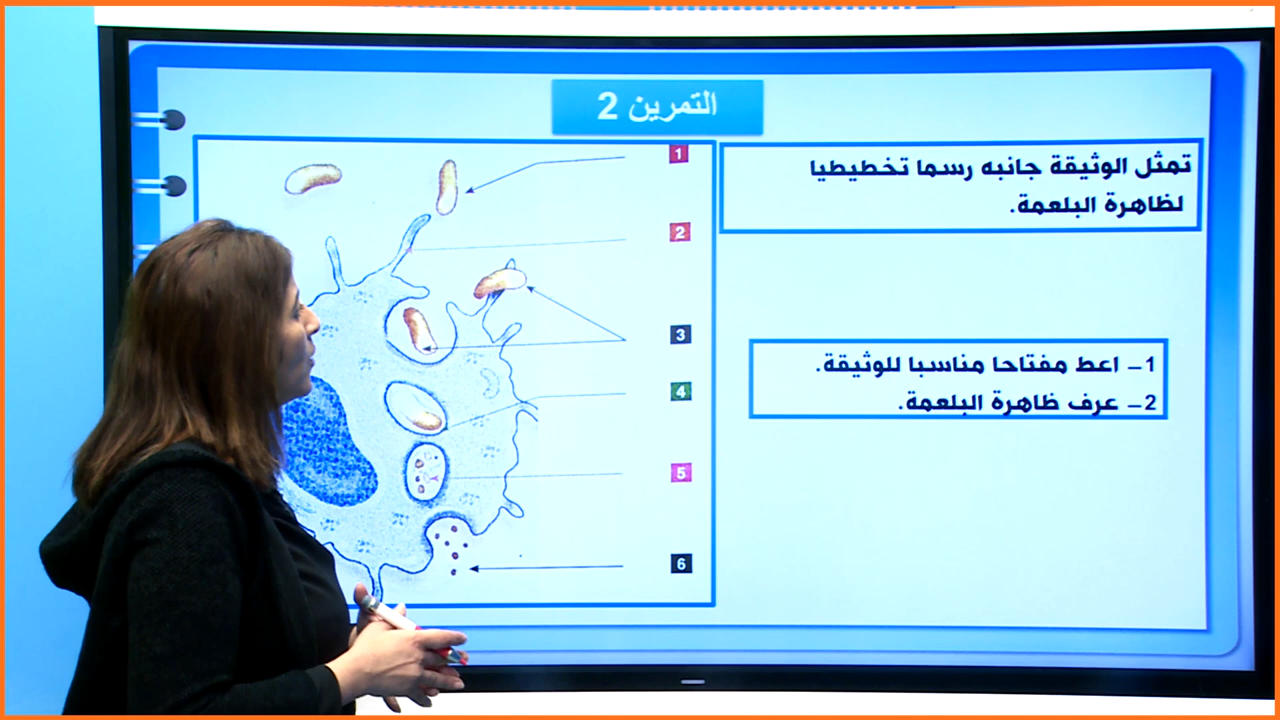 التمرين 2
تمثل الوثيقة جانبه رسما تخطيطيا
لظاهرة البلعمة.
1
2
3
4
5
6
1– اعط مفتاحا مناسبا للوثيقة.
2– عرف ظاهرة البلعمة.